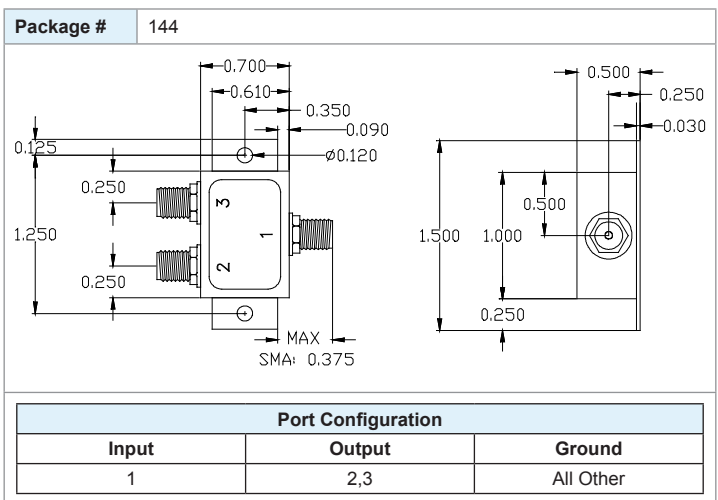 Package # 144
0.700
0.610
0.350
0.090
0.125
Ø0.120
0.250
3
1
1.250
2
0.250
MAX
SMA: 0.375
0.500
0.250
0.030
0.500
1.500
1.000
0.250
Port Configuration
Input Output Ground
1 2,3 All Other